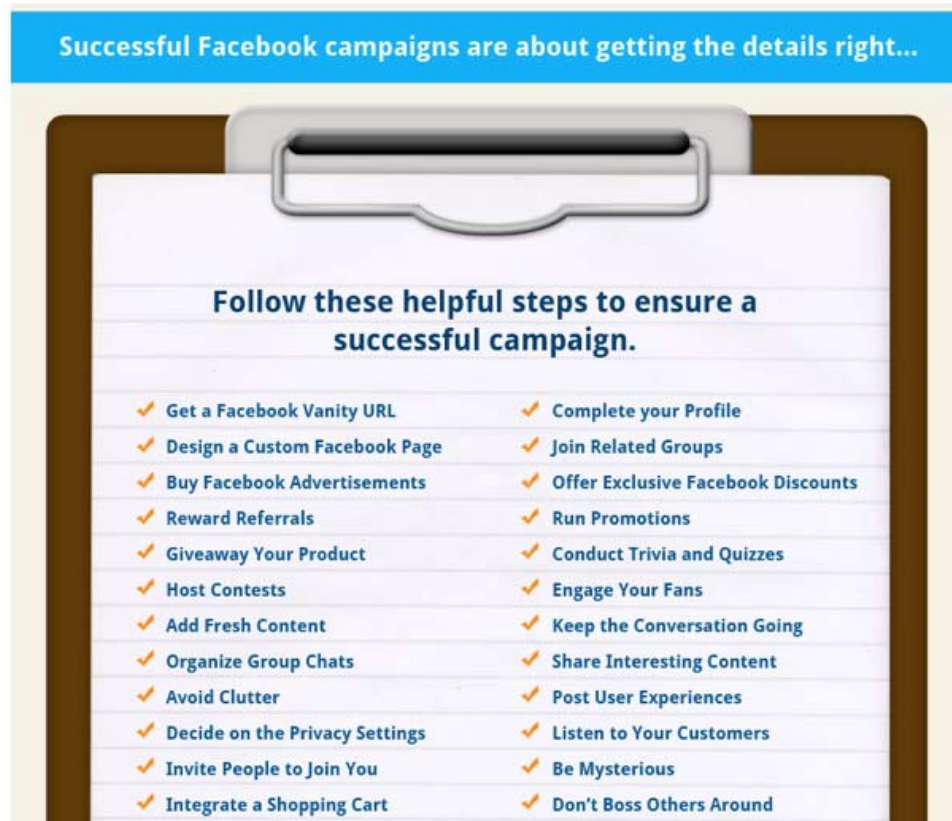 Successful Facebook campaigns are about getting the details right...
Follow these helpful steps to ensure a
successful campaign.
Get a Facebook Vanity URL
Design a Custom Facebook Page
Buy Facebook Advertisements
Reward Referrals
Giveaway Your Product
Host Contests
Add Fresh Content
Organize Group Chats
Avoid Clutter
Decide on the Privacy Settings
Invite People to Join You
Integrate a Shopping Cart
Complete your Profile
Join Related Groups
Offer Exclusive Facebook Discounts
Run Promotions
Conduct Trivia and Quizzes
Engage Your Fans
Keep the Conversation Going
Share Interesting Content
Post User Experiences
Listen to Your Customers
Be Mysterious
Don't Boss Others Around